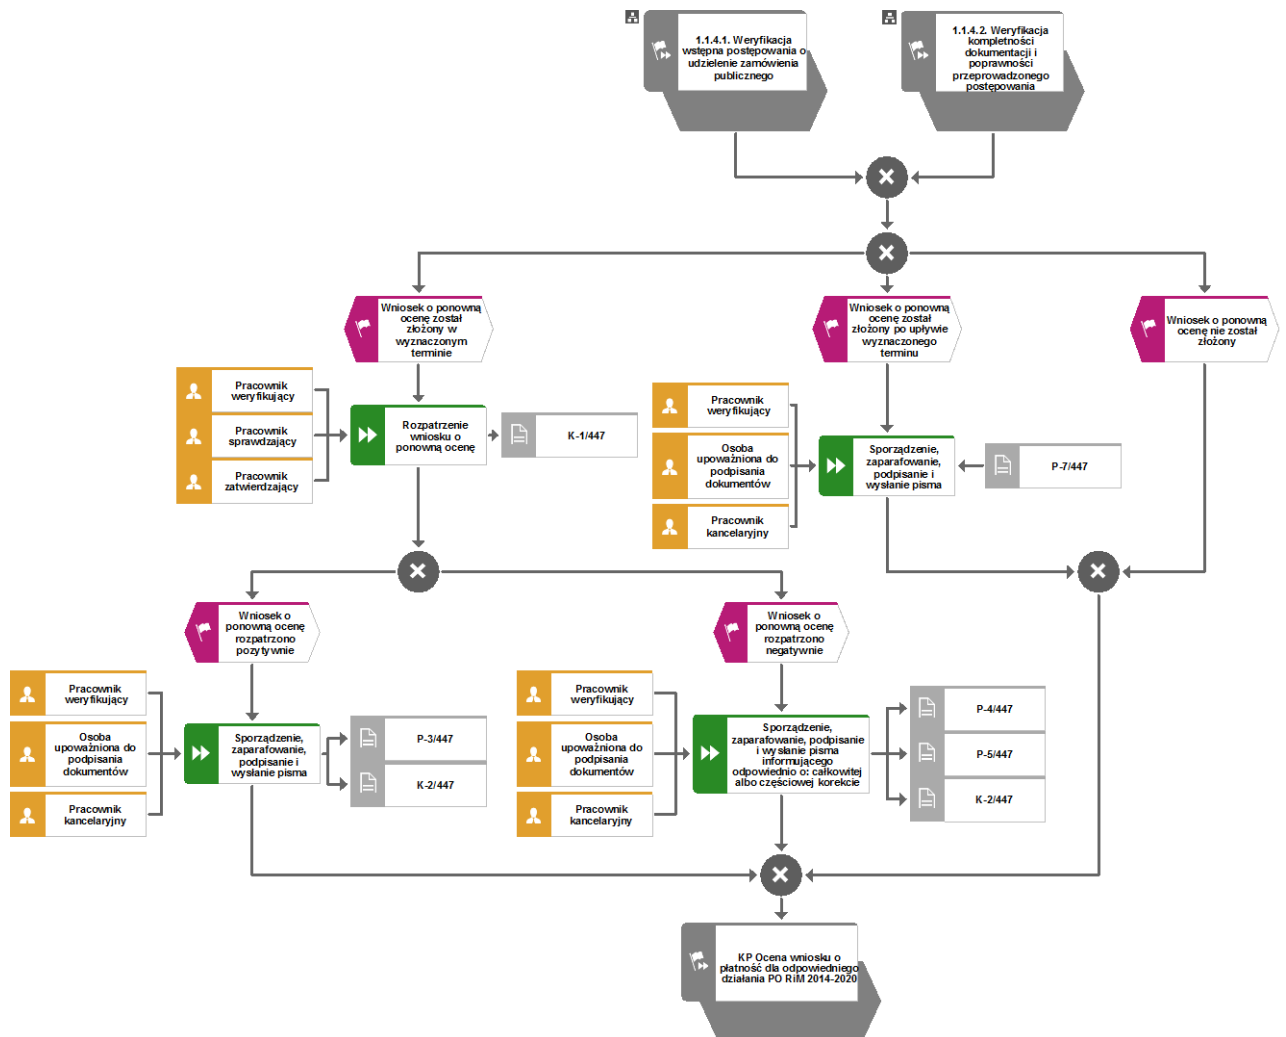 1.1.4.1. Weryfikacja
wstępna postępowania o
udzielenie zamówienia
publicznego
1.1.4.2. Weryfikacja
kompletności
dokumentacji i
poprawności
przeprowadzonego
postępowania
Wniosek o ponowną
ocenę został
złożony w
wyznaczonym
terminie
Wniosek o ponowną
ocenę został
złożony po upływie
wyznaczonego
terminu
Wniosek o ponowną
ocenę nie został
złożony
Pracownik
weryfikujący
Pracownik
sprawdzający
Pracownik
zatwierdzający
Rozpatrzenie
wniosku o
ponowną ocenę
K-1/447
Pracownik
weryfikujący
Osoba
upoważniona do
podpisania
dokumentów
Pracownik
kancelaryjny
Sporządzenie,
zaparafowanie,
podpisanie i
wysłanie pisma
P-7/447
Wniosek o
ponowną ocenę
rozpatrzono
pozytywnie
Wniosek o
ponowną ocenę
rozpatrzono
negatywnie
Pracownik
weryfikujący
Osoba
upoważniona do
podpisania
dokumentów
Pracownik
kancelaryjny
Sporządzenie,
zaparafowanie,
podpisanie i
wysłanie pisma
P-3/447
K-2/447
Pracownik
weryfikujący
Osoba
upoważniona do
podpisania
dokumentów
Pracownik
kancelaryjny
Sporządzenie,
zaparafowanie, podpisanie
i wysłanie pisma
informującego
odpowiednio o: całkowitej
albo częściowej korekcie
P-4/447
P-5/447
K-2/447
KP Ocena wniosku o
płatność dla odpowiedniego
działania PO RiM 2014-2020